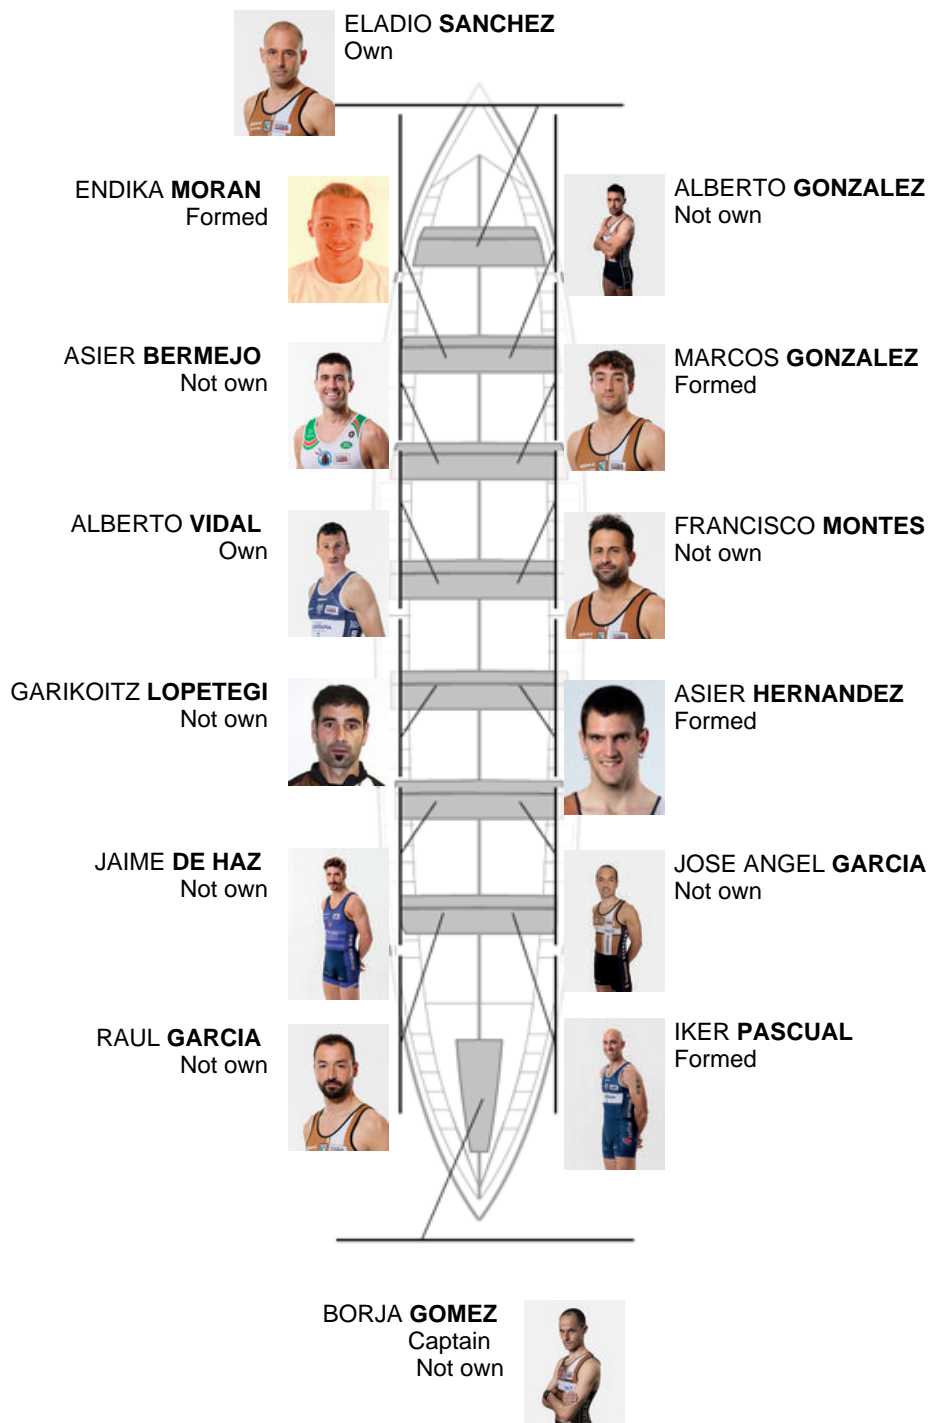 ELADIO SANCHEZ
Own
ENDIKA MORAN
Formed
ALBERTO GONZALEZ
Not own
ASIER BERMEJO
Not own
MARCOS GONZALEZ
Formed
ALBERTO VIDAL
Own
FRANCISCO MONTES
Not own
GARIKOITZ LOPETEGI
Not own
ASIER HERNANDEZ
Formed
JAIME DE HAZ
Not own
JOSE ANGEL GARCIA
Not own
RAUL GARCIA
Not own
IKER PASCUAL
Formed
BORJA GOMEZ
Captain
Not own